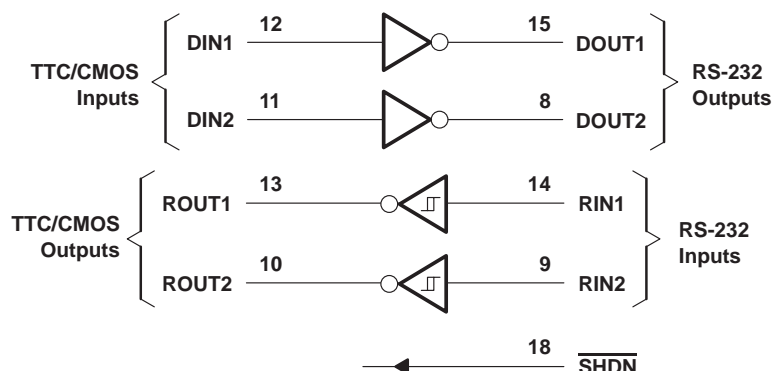 12 15
DIN1 DOUT1
TTC/CMOS
Inputs
RS-232
Outputs
11 8
DIN2 DOUT2
13 14
ROUT1 RIN1
TTC/CMOS
Outputs
RS-232
Inputs
10 9
ROUT2 RIN2
18
SHDN